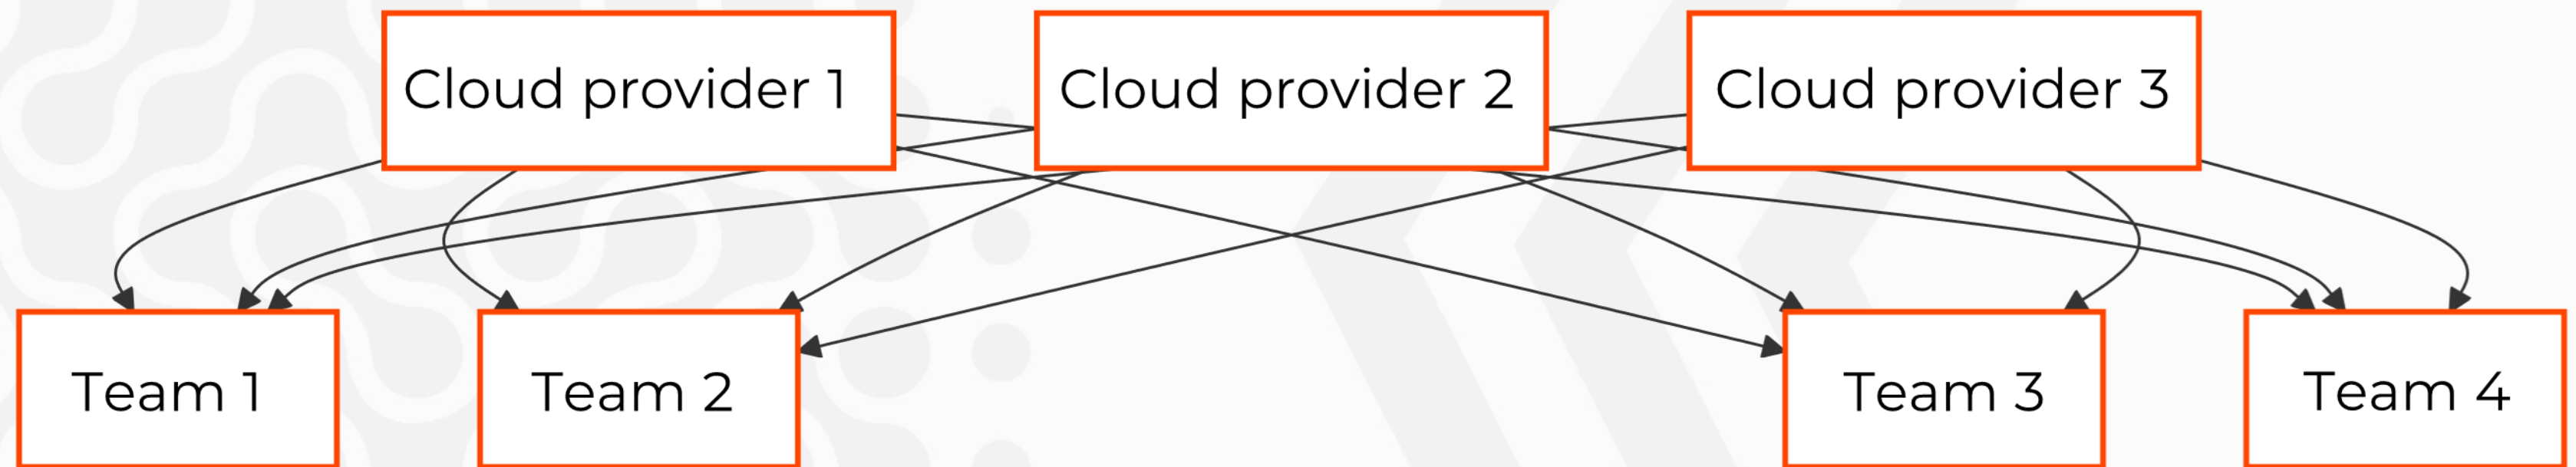 Cloud provider 1
Cloud provider 2
Cloud provider 3
Team 1
Team 2
Team 3
Team 4